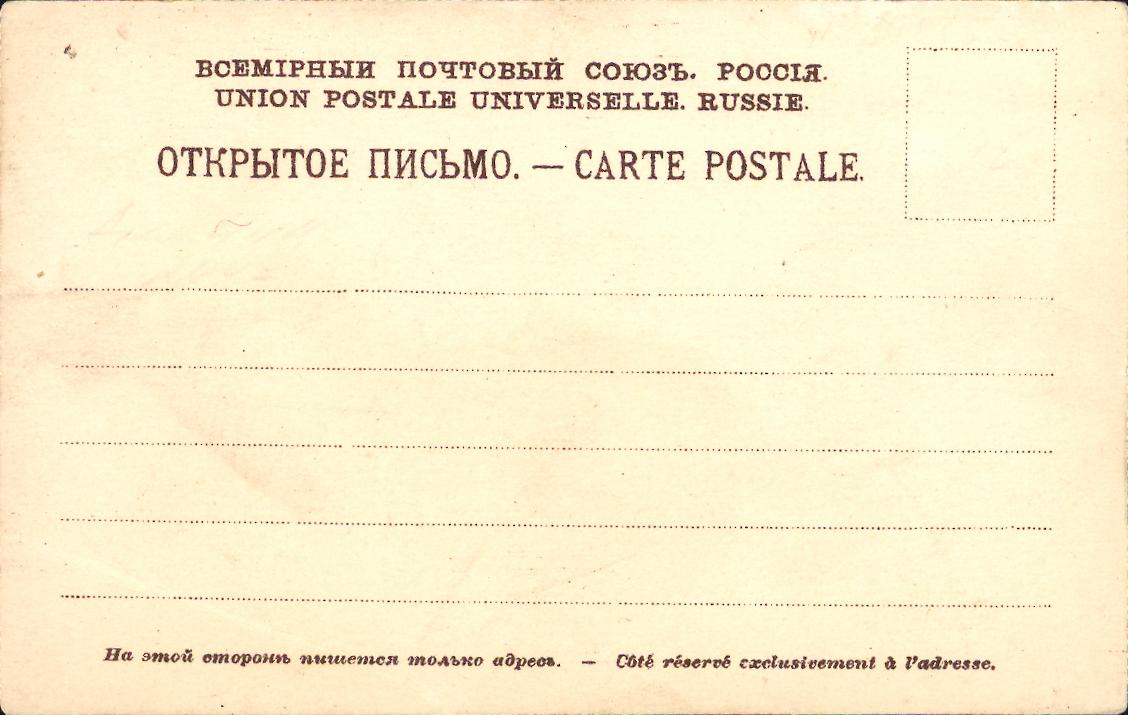 ВСЕМІРНЫИ ПОЧТОВЫЙ СОЮЗЪ. РОССІЯ.
UNION POSTALE UNIVERSELLE. RUSSIE.
ОТКРЫТОЕ ПИСЬМО. — CARTE POSTALE.
На этой сторонѣ пишется только адресъ. — Côté réservé exclusivement à l'adresse.